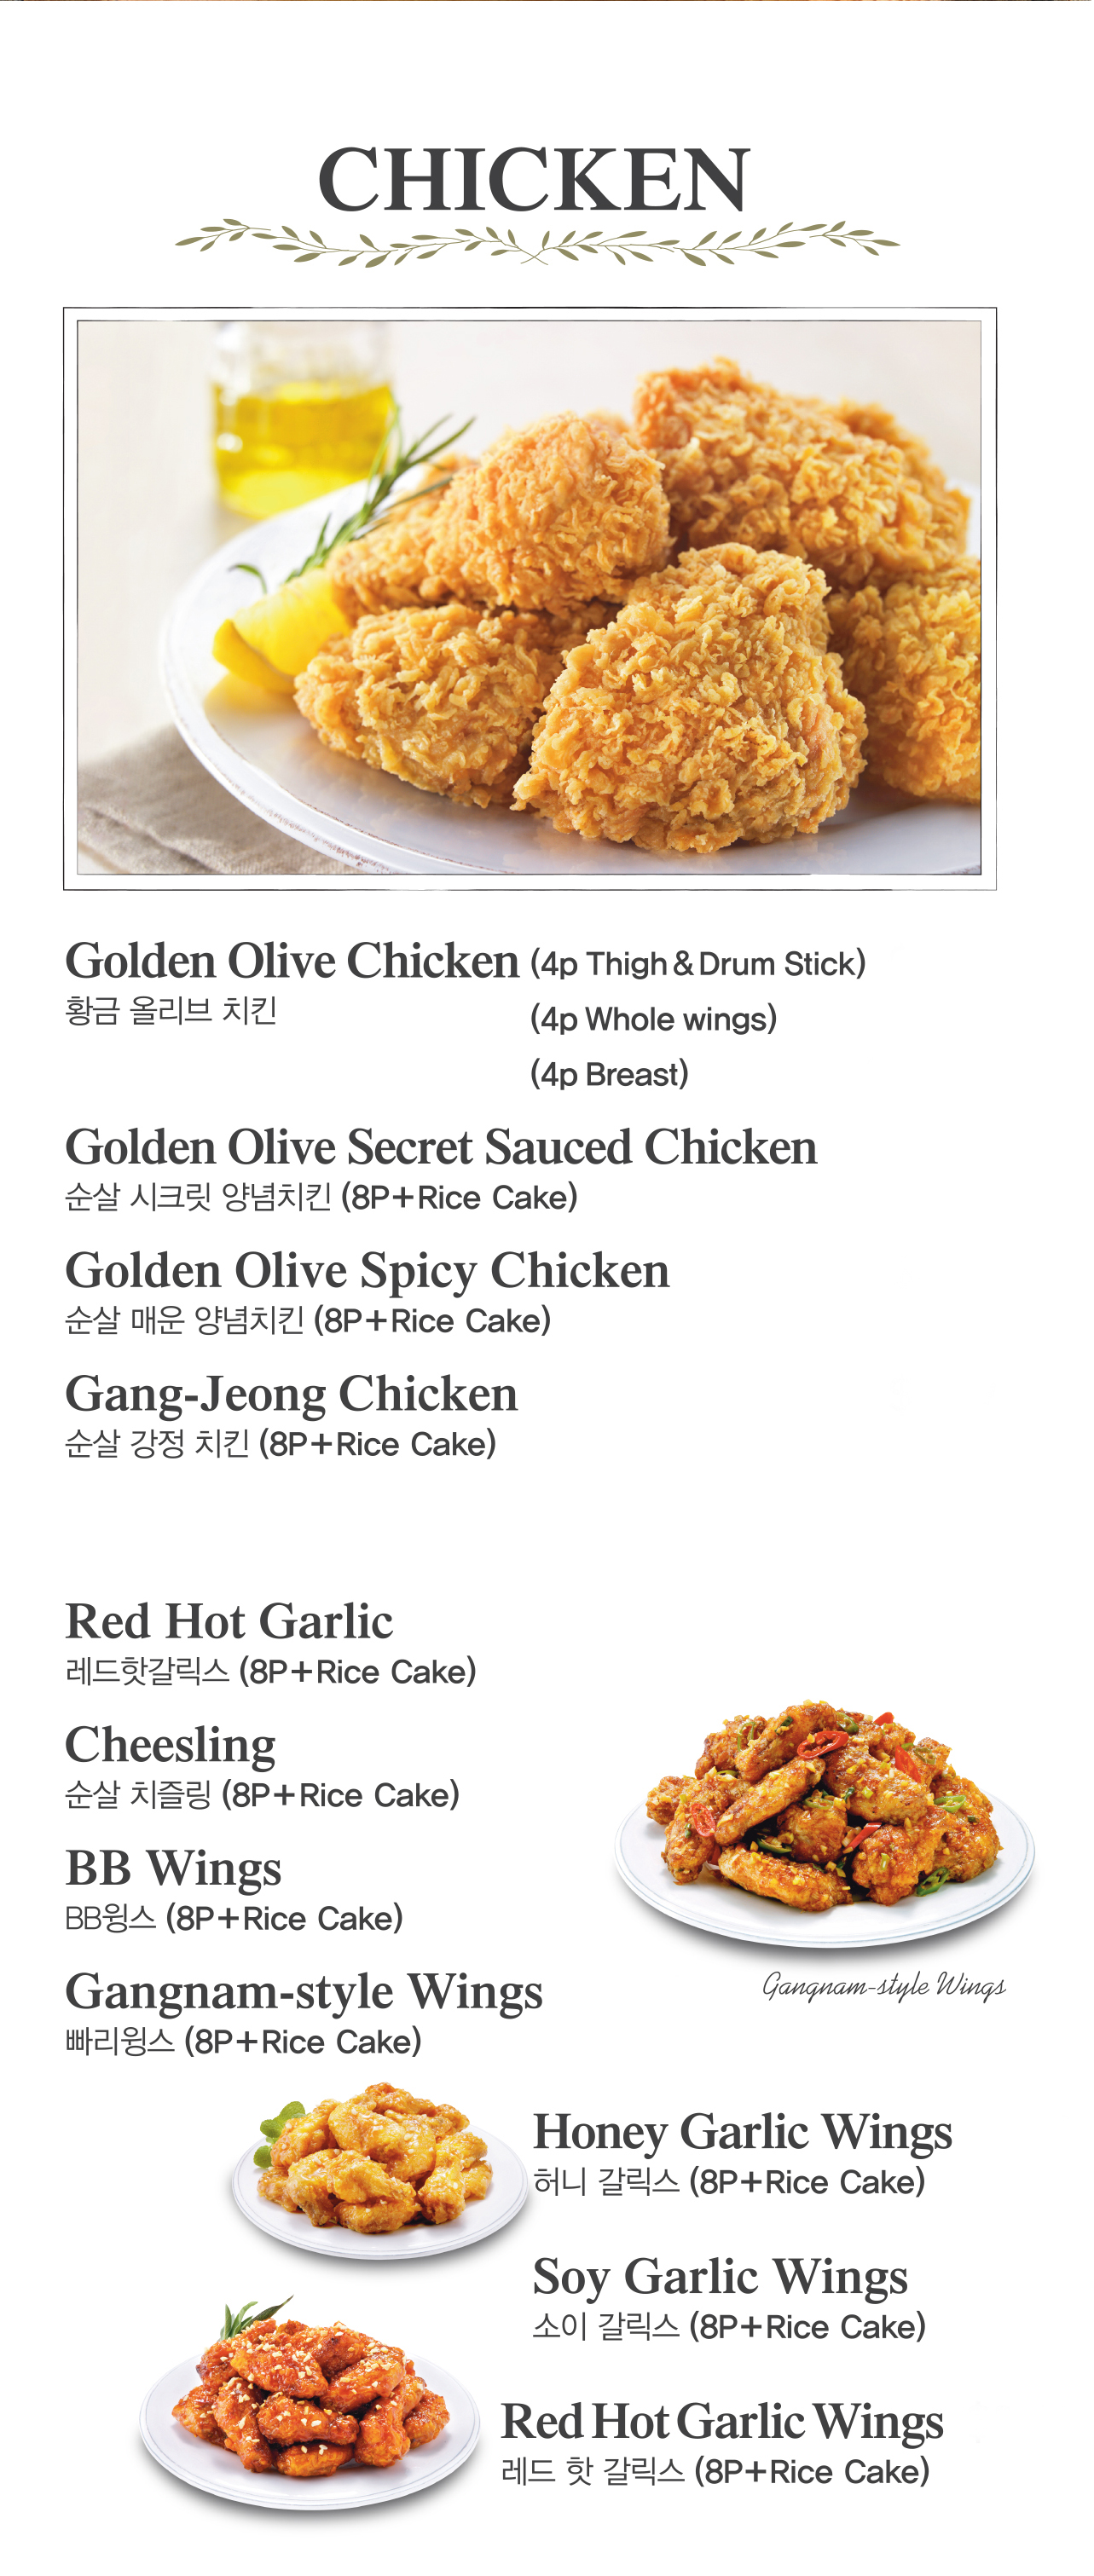 CHICKEN
Golden Olive Chicken (4p Thigh & Drum Stick)
황금 올리브 치킨
(4p Whole wings)
(4p Breast)
Golden Olive Secret Sauced Chicken
순살 시크릿 양념치킨 (8P+Rice Cake)
Golden Olive Spicy Chicken
순살 매운 양념치킨 (8P+Rice Cake)
Gang-Jeong Chicken
순살 강정 치킨 (8P+Rice Cake)
Red Hot Garlic
레드핫갈릭스 (8P+Rice Cake)
Cheesling
순살 치즐링 (8P+Rice Cake)
BB Wings
BB윙스 (8P+Rice Cake)
Gangnam-style Wings
Gangnam-style Wings
빠리윙스 (8P+Rice Cake)
Honey Garlic Wings
허니 갈릭스 (8P+Rice Cake)
Soy Garlic Wings
소이 갈릭스 (8P+Rice Cake)
Red Hot Garlic Wings
레드 핫 갈릭스 (8P+Rice Cake)